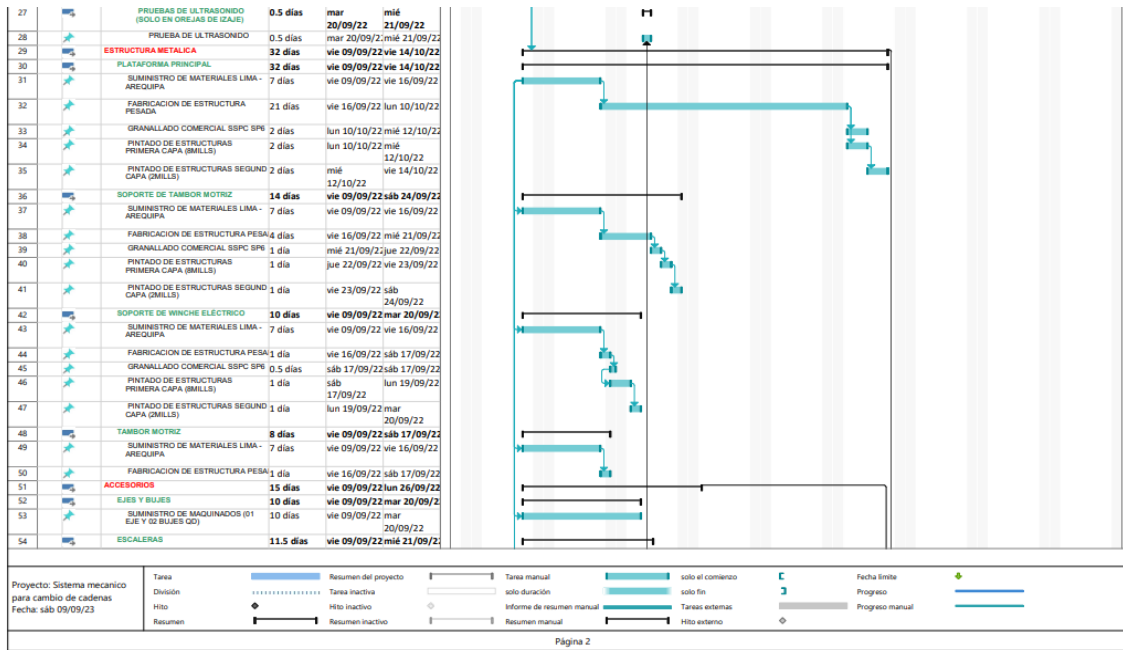 27 PRUEBAS DE ULTRASONIDO 0.5 días mar mié
(SOLO EN OREJAS DE IZAJE) 20/09/22 21/09/22
28 PRUEBA DE ULTRASONIDO 0.5 días mar 20/09/22 mié 21/09/22
29 ESTRUCTURA METALICA 32 días vie 09/09/22 vie 14/10/22
30 PLATAFORMA PRINCIPAL 32 días vie 09/09/22 vie 14/10/22
31 SUMINISTRO DE MATERIALES LIMA - 7 días vie 09/09/22 vie 16/09/22
AREQUIPA
32 FABRICACION DE ESTRUCTURA 21 días vie 16/09/22 lun 10/10/22
PESADA
33 GRANALLADO COMERCIAL SSPC SP6 2 días lun 10/10/22 mié 12/10/22
34 PINTADO DE ESTRUCTURAS 2 días lun 10/10/22 mié
PRIMERA CAPA (8MILLS) 12/10/22
35 PINTADO DE ESTRUCTURAS SEGUND 2 días mié vie 14/10/22
CAPA (2MILLS) 12/10/22
36 SOPORTE DE TAMBOR MOTRIZ 14 días vie 09/09/22 sáb 24/09/22
37 SUMINISTRO DE MATERIALES LIMA - 7 días vie 09/09/22 vie 16/09/22
AREQUIPA
38 FABRICACION DE ESTRUCTURA PESA 4 días vie 16/09/22 mié 21/09/22
39 GRANALLADO COMERCIAL SSPC SP6 1 día mié 21/09/22 jue 22/09/22
40 PINTADO DE ESTRUCTURAS 1 día jue 22/09/22 vie 23/09/22
PRIMERA CAPA (8MILLS)
41 PINTADO DE ESTRUCTURAS SEGUND 1 día vie 23/09/22 sáb
CAPA (2MILLS) 24/09/22
42 SOPORTE DE WINCHE ELÉCTRICO 10 días vie 09/09/22 mar 20/09/2
43 SUMINISTRO DE MATERIALES LIMA - 7 días vie 09/09/22 vie 16/09/22
AREQUIPA
44 FABRICACION DE ESTRUCTURA PESA 1 día vie 16/09/22 sáb 17/09/22
45 GRANALLADO COMERCIAL SSPC SP6 0.5 días sáb 17/09/22 sáb 17/09/22
46 PINTADO DE ESTRUCTURAS 1 día sáb lun 19/09/22
PRIMERA CAPA (8MILLS) 17/09/22
47 PINTADO DE ESTRUCTURAS SEGUND 1 día lun 19/09/22 mar
CAPA (2MILLS) 20/09/22
48 TAMBOR MOTRIZ 8 días vie 09/09/22 sáb 17/09/22
49 SUMINISTRO DE MATERIALES LIMA - 7 días vie 09/09/22 vie 16/09/22
AREQUIPA
50 FABRICACION DE ESTRUCTURA PESA 1 día vie 16/09/22 sáb 17/09/22
51 ACCESORIOS 15 días vie 09/09/22 lun 26/09/22
52 EJES Y BUJES 10 días vie 09/09/22 mar 20/09/2
53 SUMINISTRO DE MAQUINADOS (01 10 días vie 09/09/22 mar
EJE Y 02 BUJES QD) 20/09/22
54 ESCALERAS 11.5 días vie 09/09/22 mié 21/09/2
Proyecto: Sistema mecanico
para cambio de cadenas
Fecha: sáb 09/09/23
Tarea Resumen del proyecto Tarea manual solo el comienzo Fecha límite
División Tarea inactiva solo duración solo fin Progreso
Hito Hito inactivo Informe de resumen manual Tareas externas Progreso manual
Resumen Resumen inactivo Resumen manual Hito externo
Página 2